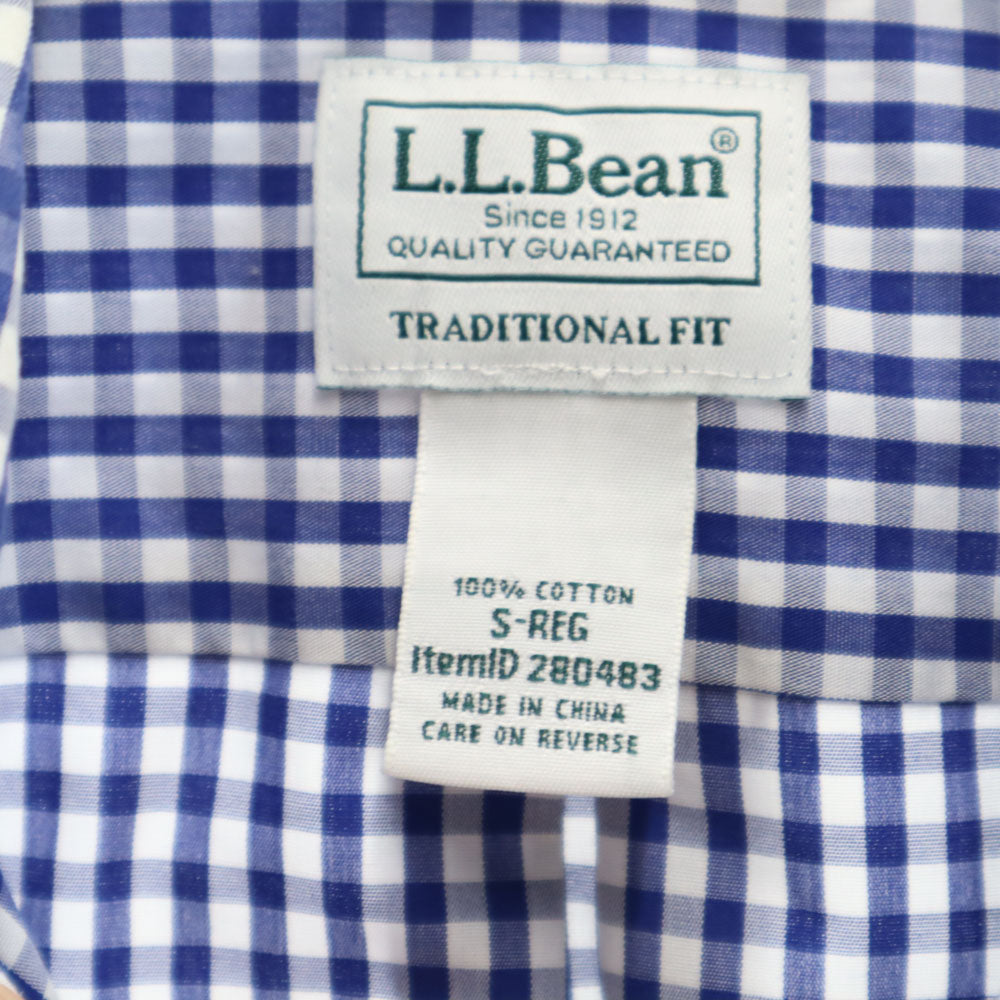 L.L.Bean®
Since 1912
QUALITY GUARANTEED
TRADITIONAL FIT
100% COTTON
S-REG
ItemID 280483
MADE IN CHINA
CARE ON REVERSE